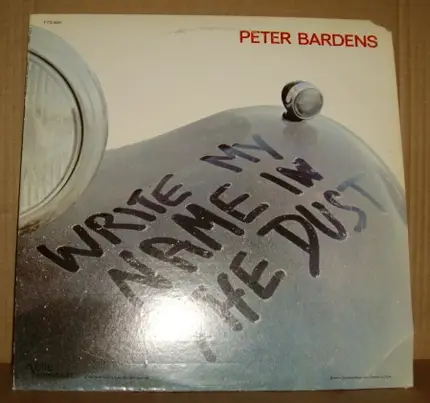 PETER BARDENS
WRITE MY
NAME IN
THE DUST